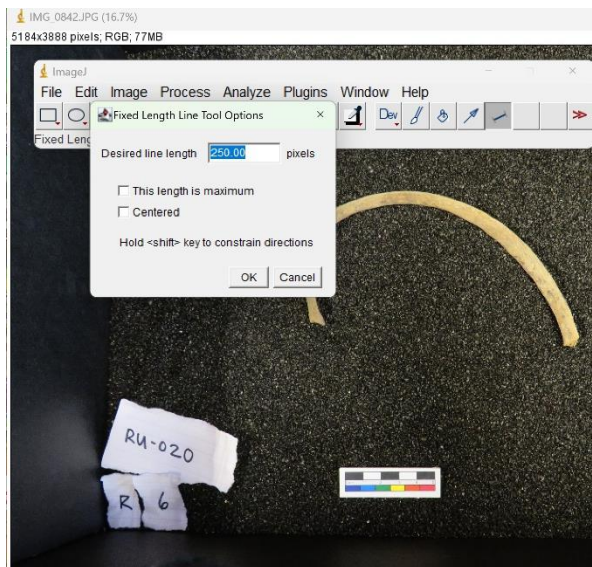 IMG_0842.JPG (16.7%)
5184x3888 pixels; RGB; 77MB
ImageJ
File Edit Image Process Analyze Plugins Window Help
Dev
Fixed Leng
Fixed Length Line Tool Options
Desired line length 250.00 pixels
This length is maximum
Centered
Hold <shift> key to constrain directions
OK Cancel
RU-020
R 6